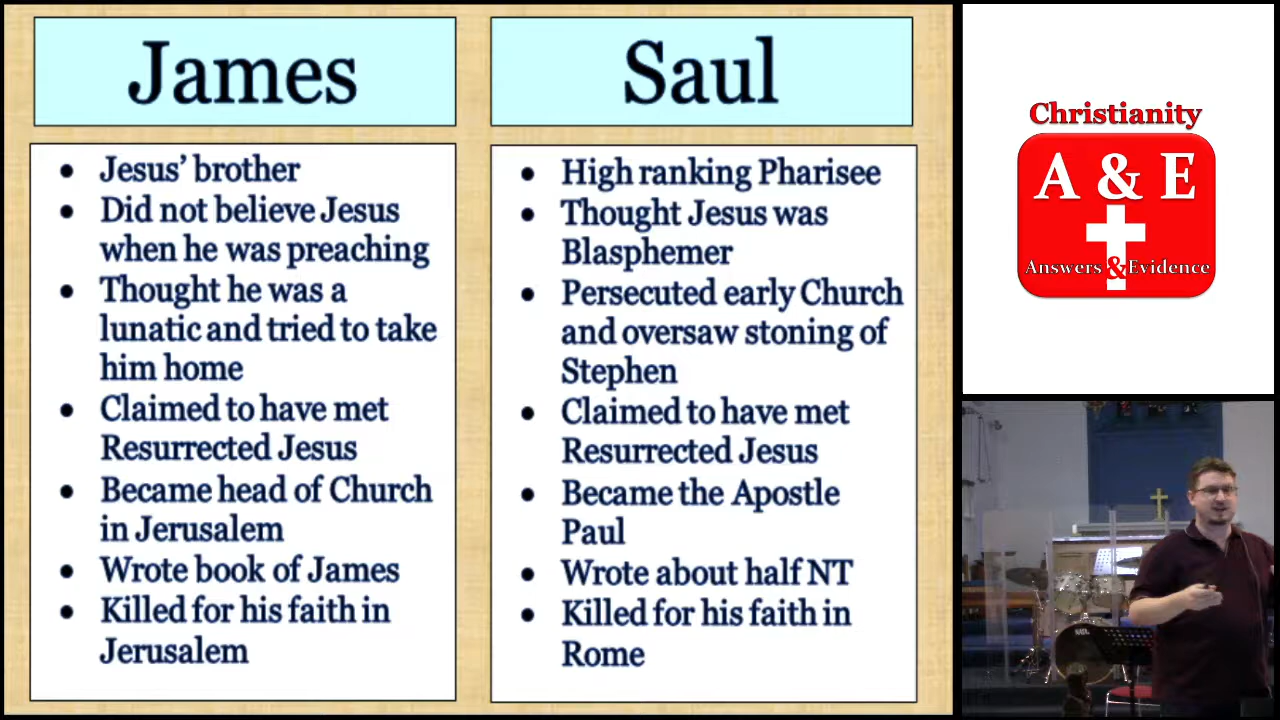 James
• Jesus’ brother
• Did not believe Jesus
when he was preaching
• Thought he was a
lunatic and tried to take
him home
• Claimed to have met
Resurrected Jesus
• Became head of Church
in Jerusalem
• Wrote book of James
• Killed for his faith in
Jerusalem
Saul
• High ranking Pharisee
• Thought Jesus was
Blasphemer
• Persecuted early Church
and oversaw stoning of
Stephen
• Claimed to have met
Resurrected Jesus
• Became the Apostle
Paul
• Wrote about half NT
• Killed for his faith in
Rome
Christianity
A & E
Answers & Evidence